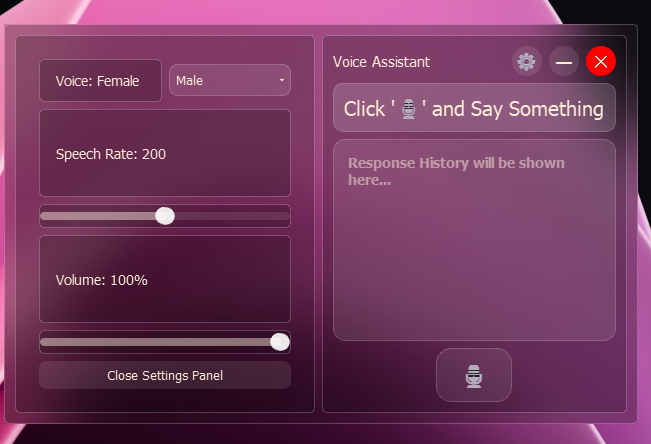 Voice: Female
Male
Speech Rate: 200
Volume: 100%
Close Settings Panel
Voice Assistant
Click '🎙' and Say Something
Response History will be shown
here...